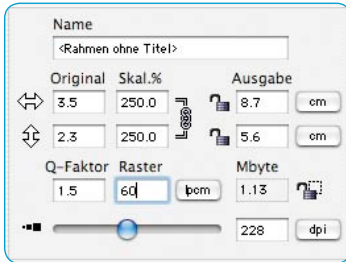 Name
<Rahmen ohne Titel>
Original Skal.% Ausgabe
3.5 250.0 8.7 cm
2.3 250.0 5.6 cm
Q-Faktor Raster Mbyte
1.5 60 lpcm 1.13
228 dpi